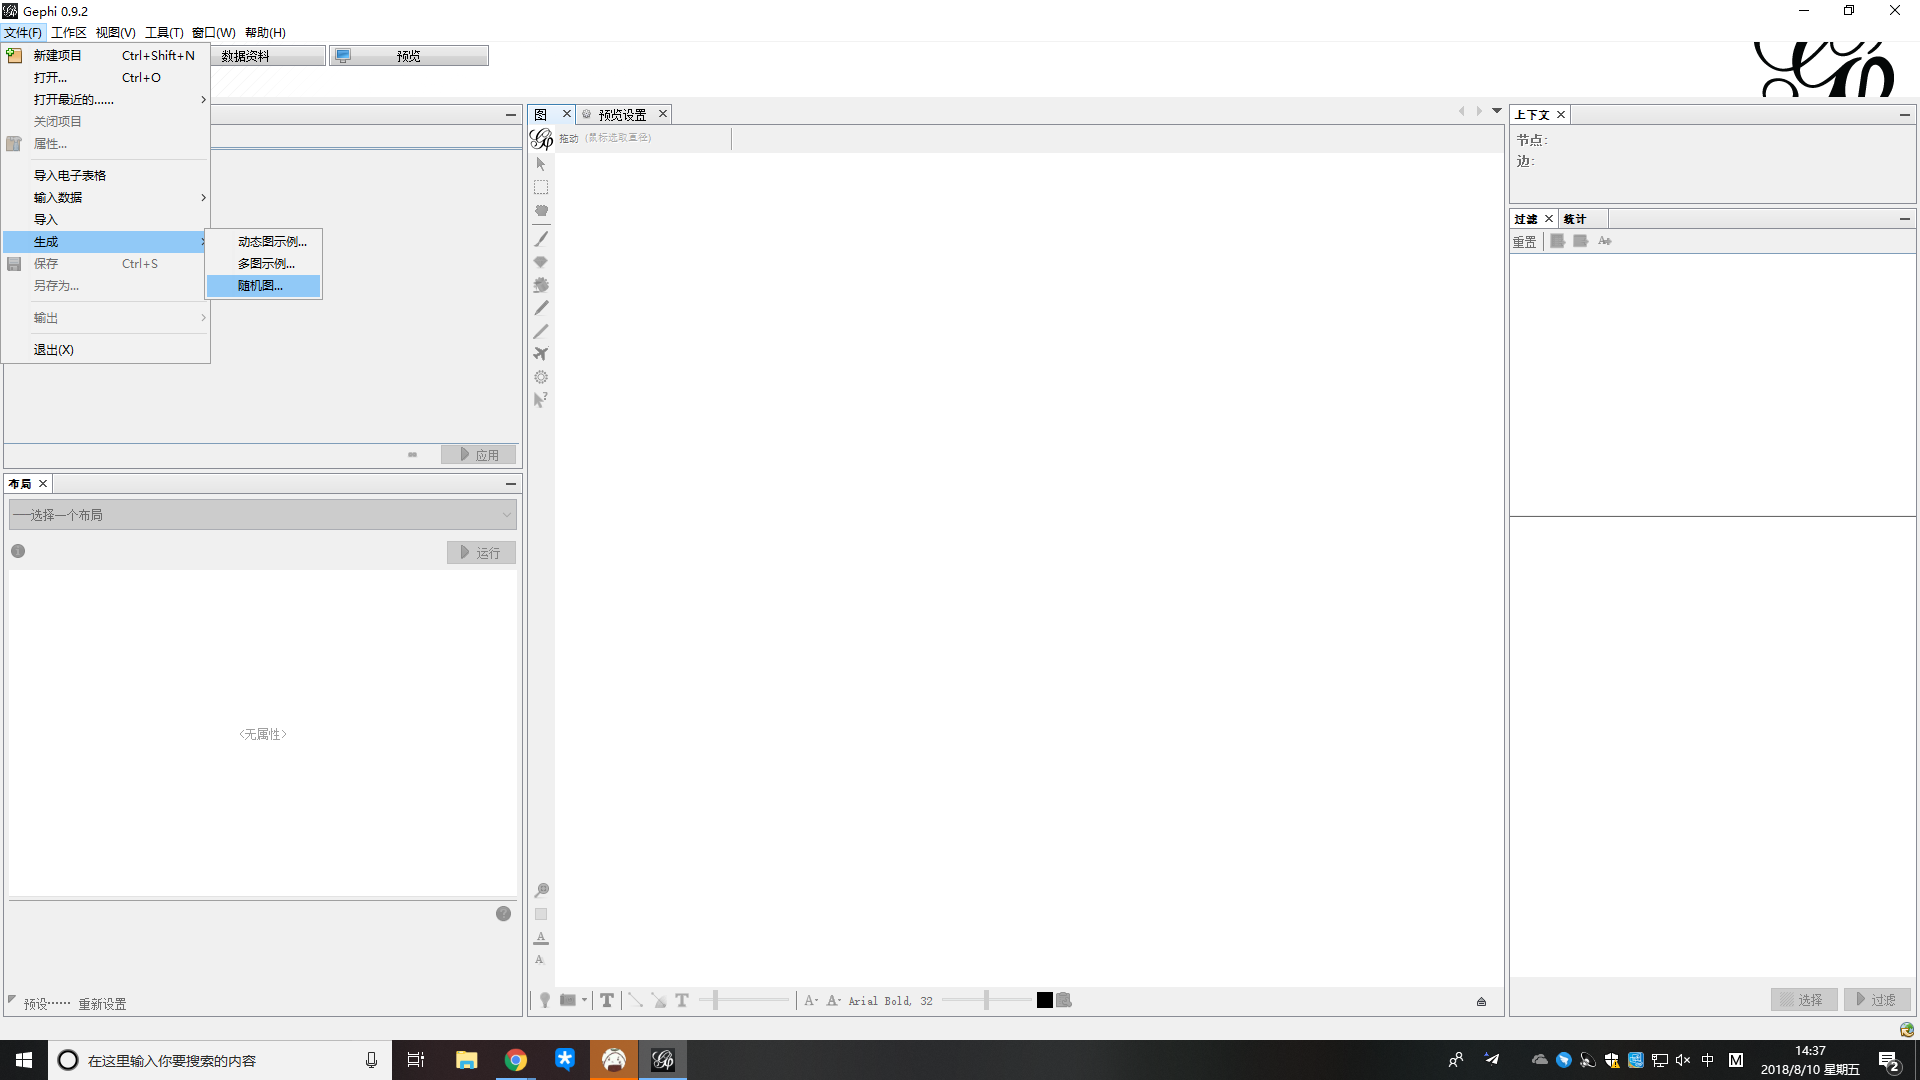 Gephi 0.9.2
文件(F) 工作区 视图(V) 工具(T) 窗口(W) 帮助(H)
新建项目 Ctrl+Shift+N
打开... Ctrl+O
打开最近的......
关闭项目
属性...
导入电子表格
输入数据
导入
生成
保存 Ctrl+S
另存为...
输出
退出(X)
动态图示例...
多图示例...
随机图...
数据资料
预览
应用
布局
---选择一个布局
运行
<无属性>
预设…… 重新设置
图
预览设置
拖动 (鼠标选取直径)
Arial Bold, 32
上下文
节点:
边:
过滤
统计
重置
选择
过滤
在这里输入你要搜索的内容
中
M
14:37
2018/8/10 星期五
2